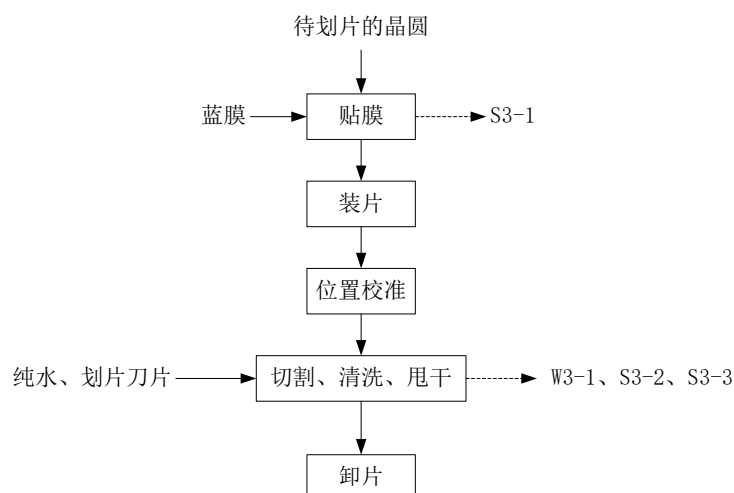 待划片的晶圆
蓝膜
贴膜
S3-1
装片
位置校准
纯水、划片刀片
切割、清洗、甩干
W3-1、S3-2、S3-3
卸片